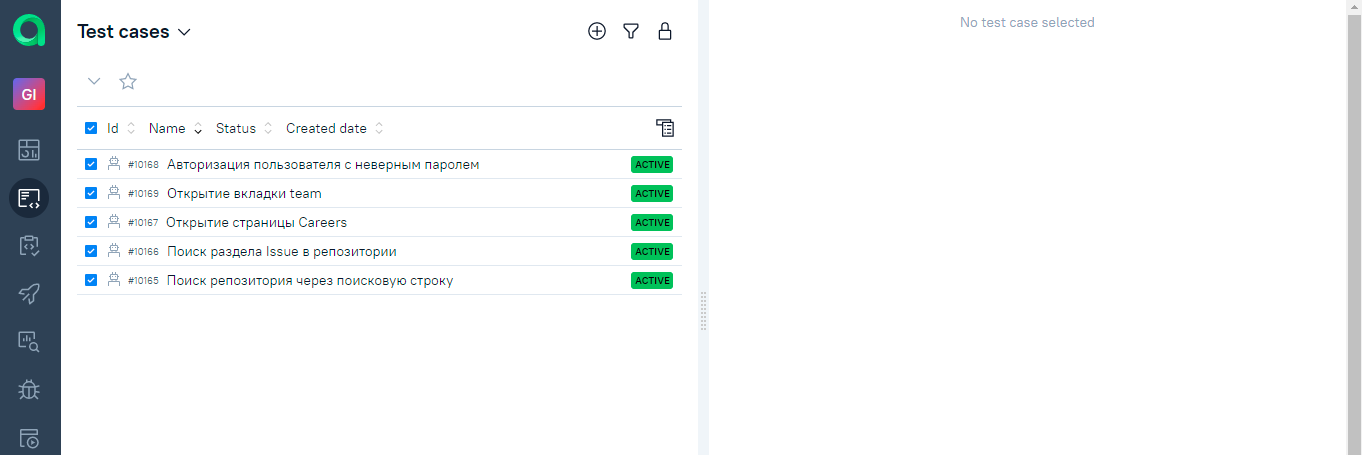 Test cases
No test case selected
GI
Id Name Status Created date
#10168 Авторизация пользователя с неверным паролем ACTIVE
#10169 Открытие вкладки team ACTIVE
#10167 Открытие страницы Careers ACTIVE
#10166 Поиск раздела Issue в репозитории ACTIVE
#10165 Поиск репозитория через поисковую строку ACTIVE